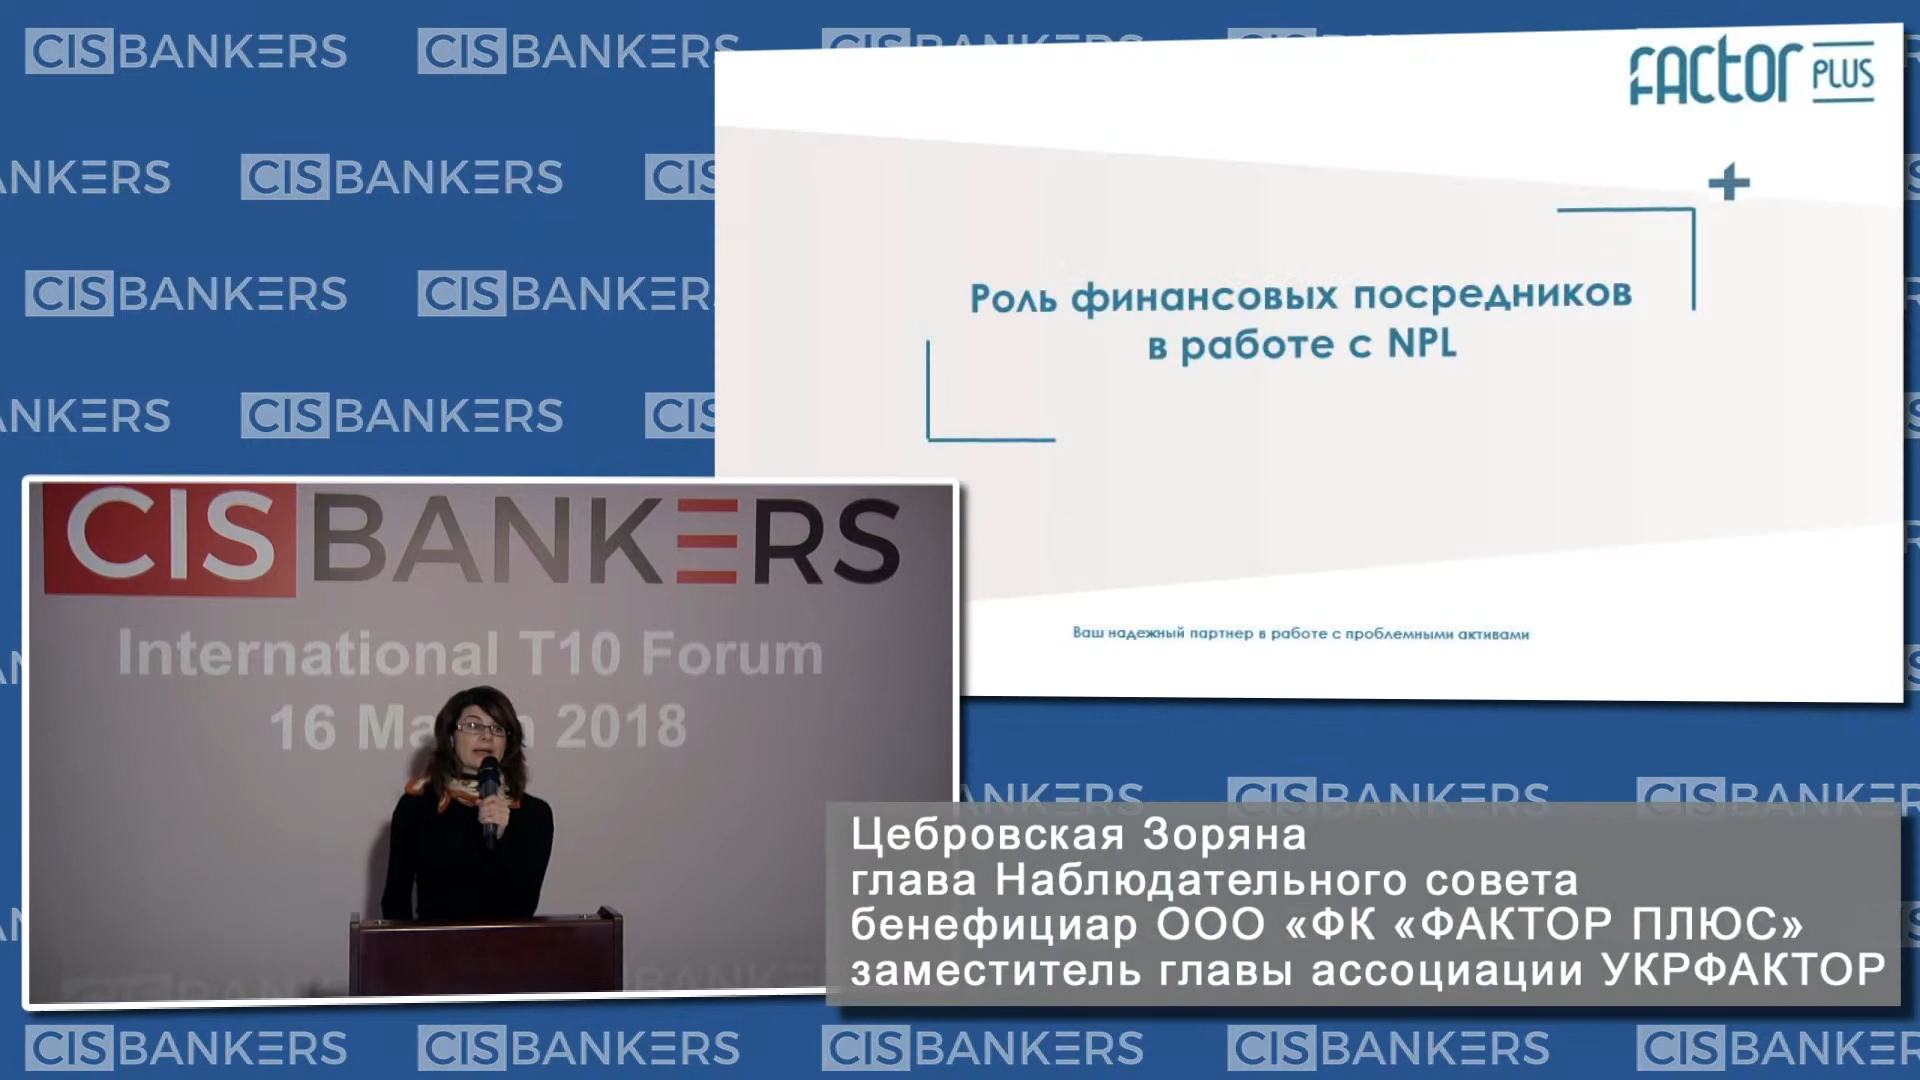 CISBANKERS CISBANKERS
FACTOR PLUS
CISBANKERS
CISBANKERS
Роль финансовых посредников
в работе с NPL
CISBANKERS
Ваш надежный партнер в работе с проблемными активами
CISBANKERS
International T10 Forum
16 March 2018
Цебровская Зоряна
глава Наблюдательного совета
бенефициар ООО «ФК «ФАКТОР ПЛЮС»
заместитель главы ассоциации УКРФАКТОР
CISBANKERS CISBANKERS CISBANKERS CISBANKERS